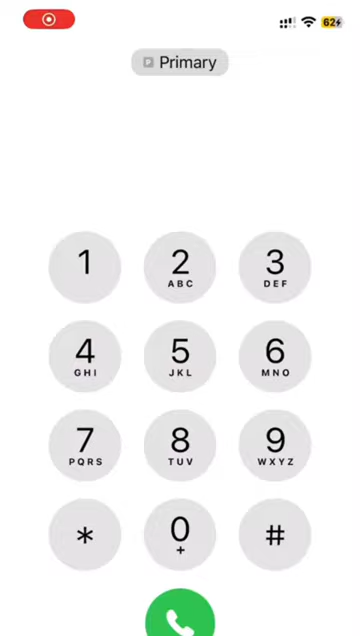 62
P Primary
1 2 3
ABC DEF
4 5 6
GHI JKL MNO
7 8 9
PQRS TUV WXYZ
* 0 #
+